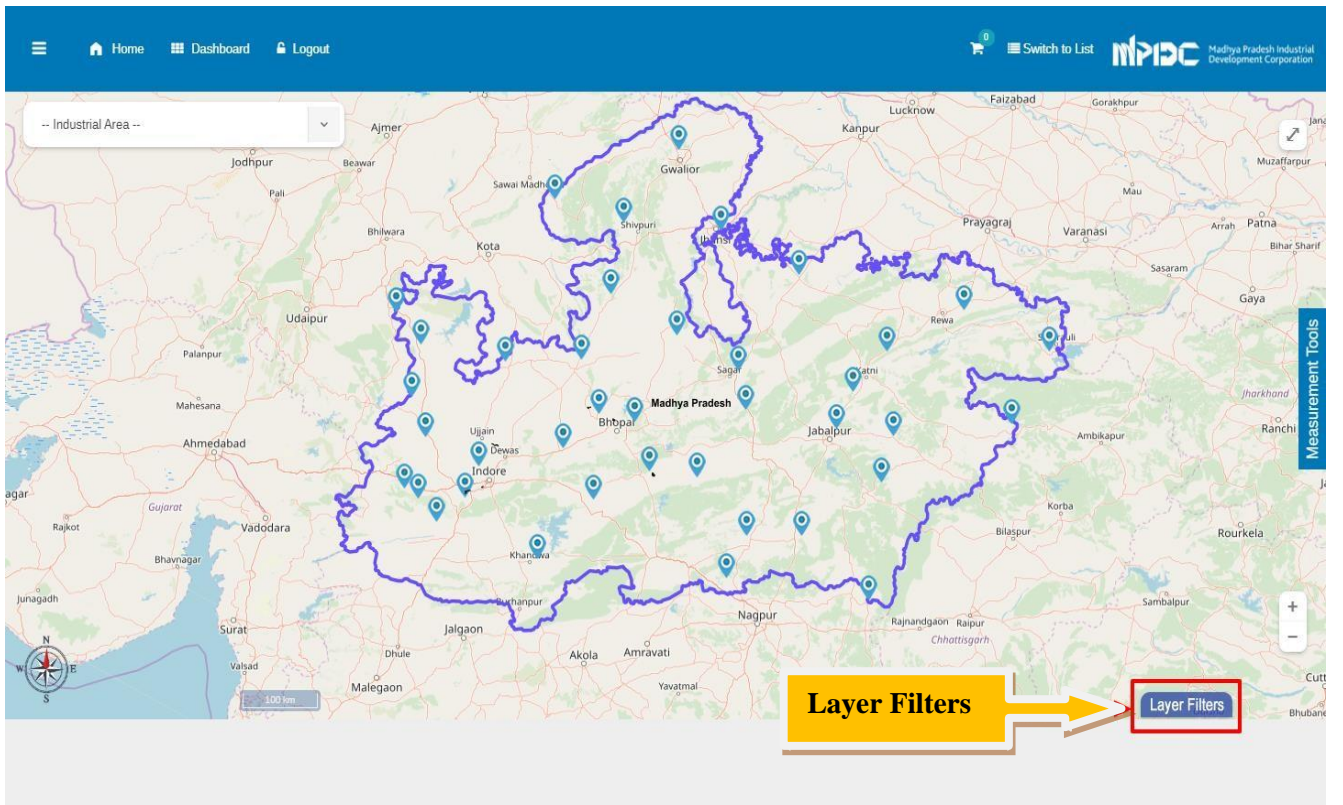 Home
Dashboard
Logout
0
Switch to List
MPIDC
Madhya Pradesh Industrial
Development Corporation
-- Industrial Area --
Lucknow
Faizabad
Gorakhpur
Ajmer
Kanpur
Jodhpur
Beawar
Gwalior
Muzaffarpur
Pali
Sawai Madh
Mau
Bhilwara
Shivpuri
Prayagraj
Varanasi
Arrah
Patna
Kota
Bihar Sharif
Sasaram
Gaya
Udaipur
Rewa
Palanpur
Sagar
Mahesana
Madhya Pradesh
Jharkhand
Measurement Tools
Ujjain
Bhopal
Jabalpur
Ranchi
Ahmedabad
Dewas
Ambikapur
Indore
Gujarat
Korba
Rajkot
Vadodara
Bilaspur
Rourkela
Bhavnagar
Khandwa
Junagadh
Burhanpur
Sambalpur
+
Surat
Jalgaon
Nagpur
Rajnandgaon
Raipur
Chhattisgarh
−
N
W
E
S
Dhule
Akola
Amravati
Valsad
Malegaon
Yavatmal
Cutt
100 km
Layer Filters
Layer Filters
Bhubane